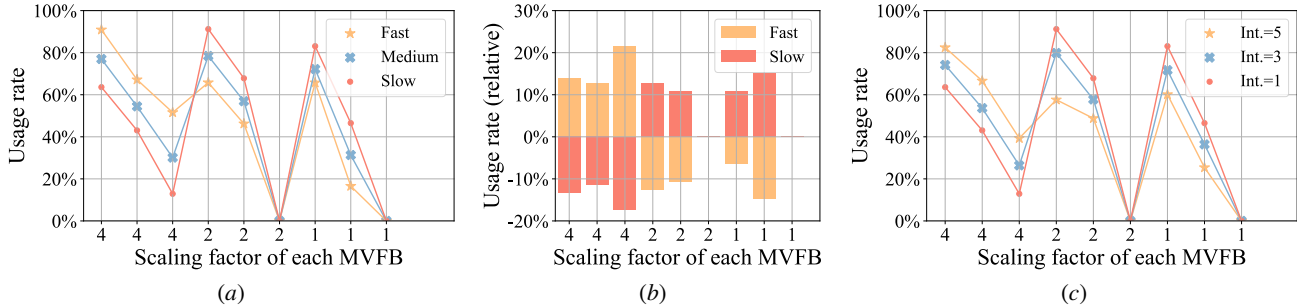 100%
80%
60%
40%
20%
0%
Usage rate
Fast
Medium
Slow
4 4 4 2 2 2 1 1 1
Scaling factor of each MVFB
(a)
30%
20%
10%
0%
-10%
-20%
Usage rate (relative)
Fast
Slow
4 4 4 2 2 2 1 1 1
Scaling factor of each MVFB
(b)
100%
80%
60%
40%
20%
0%
Usage rate
Int.=5
Int.=3
Int.=1
4 4 4 2 2 2 1 1 1
Scaling factor of each MVFB
(c)